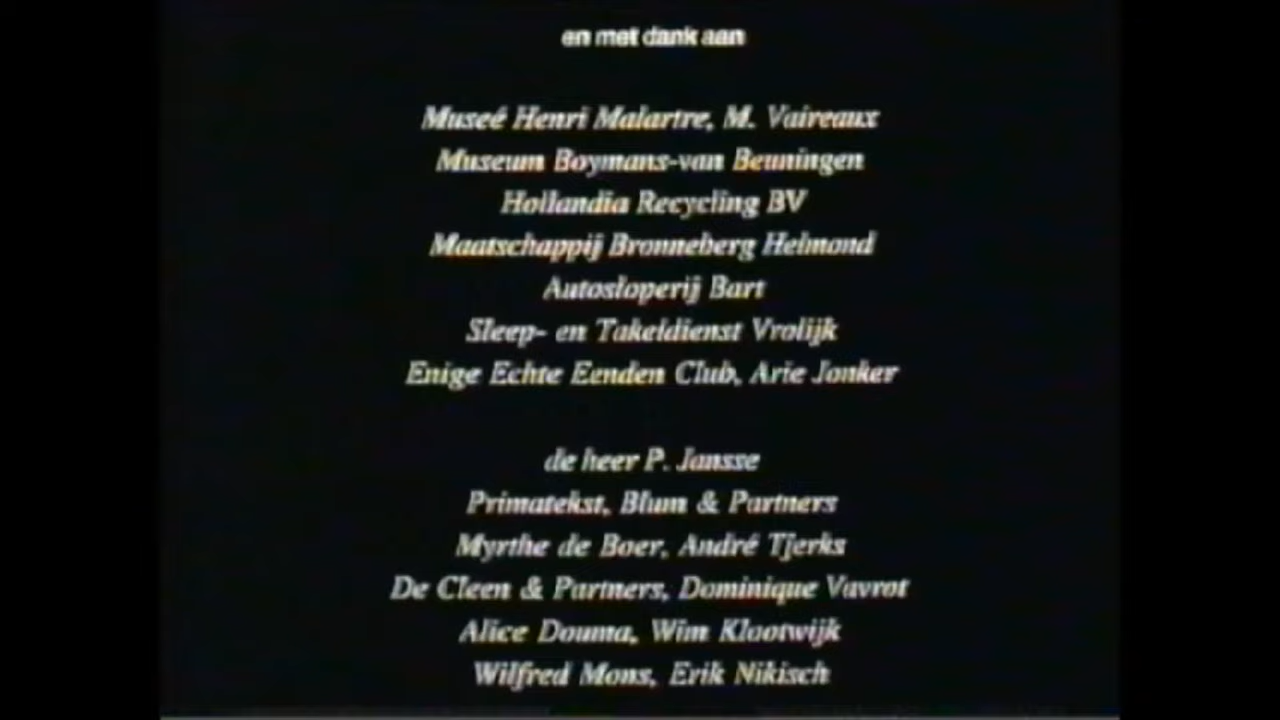 en met dank aan
Museé Henri Malartre, M. Vaireaux
Museum Boymans-van Beuningen
Hollandia Recycling BV
Maatschappij Bronneberg Helmond
Autosloperij Bart
Sleep- en Takeldienst Vrolijk
Enige Echte Eenden Club, Arie Jonker
de heer P. Jansse
Primatekst, Blum & Partners
Myrthe de Boer, André Tjerks
De Cleen & Partners, Dominique Vavrot
Alice Douma, Wim Klootwijk
Wilfred Mons, Erik Nikisch